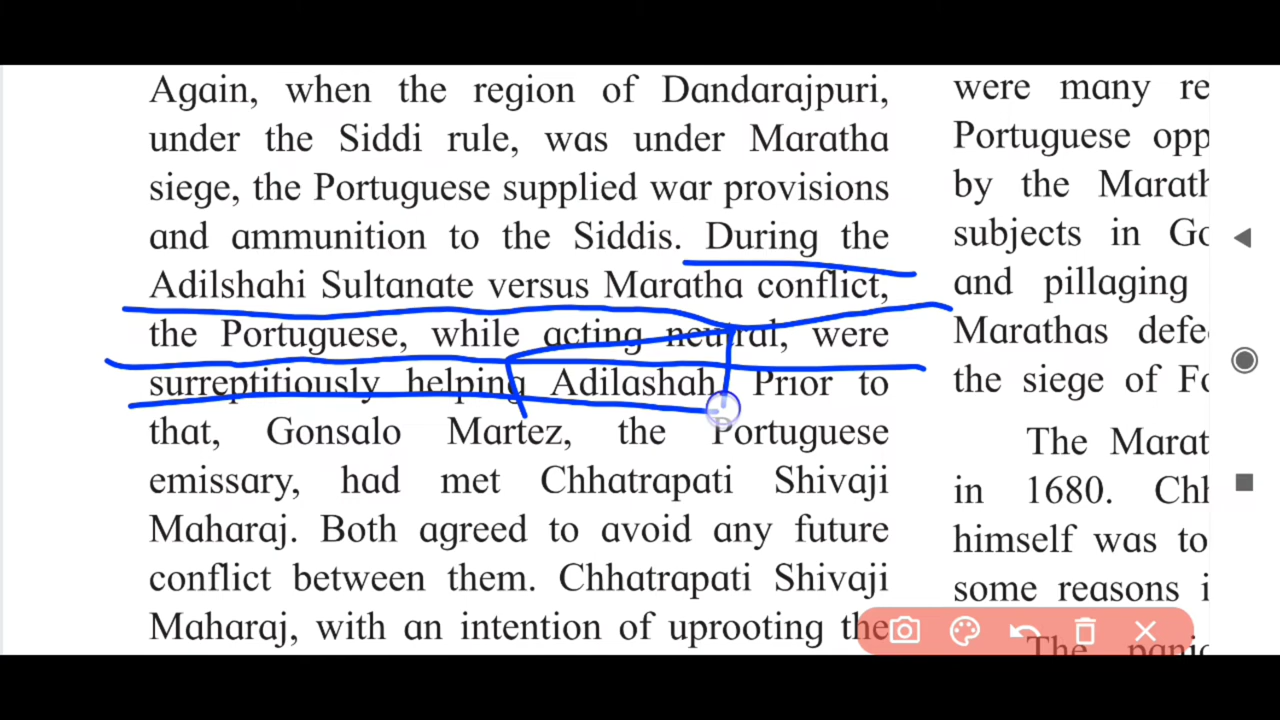 Again, when the region of Dandarajpuri,
under the Siddi rule, was under Maratha
siege, the Portuguese supplied war provisions
and ammunition to the Siddis. During the
Adilshahi Sultanate versus Maratha conflict,
the Portuguese, while acting neutral, were
surreptitiously helping Adilashah. Prior to
that, Gonsalo Martez, the Portuguese
emissary, had met Chhatrapati Shivaji
Maharaj. Both agreed to avoid any future
conflict between them. Chhatrapati Shivaji
Maharaj, with an intention of uprooting the
were many re
Portuguese opp
by the Marath
subjects in Go
and pillaging
Marathas defe
the siege of Fo
The Marat
in 1680. Chh
himself was to
some reasons i
The panic